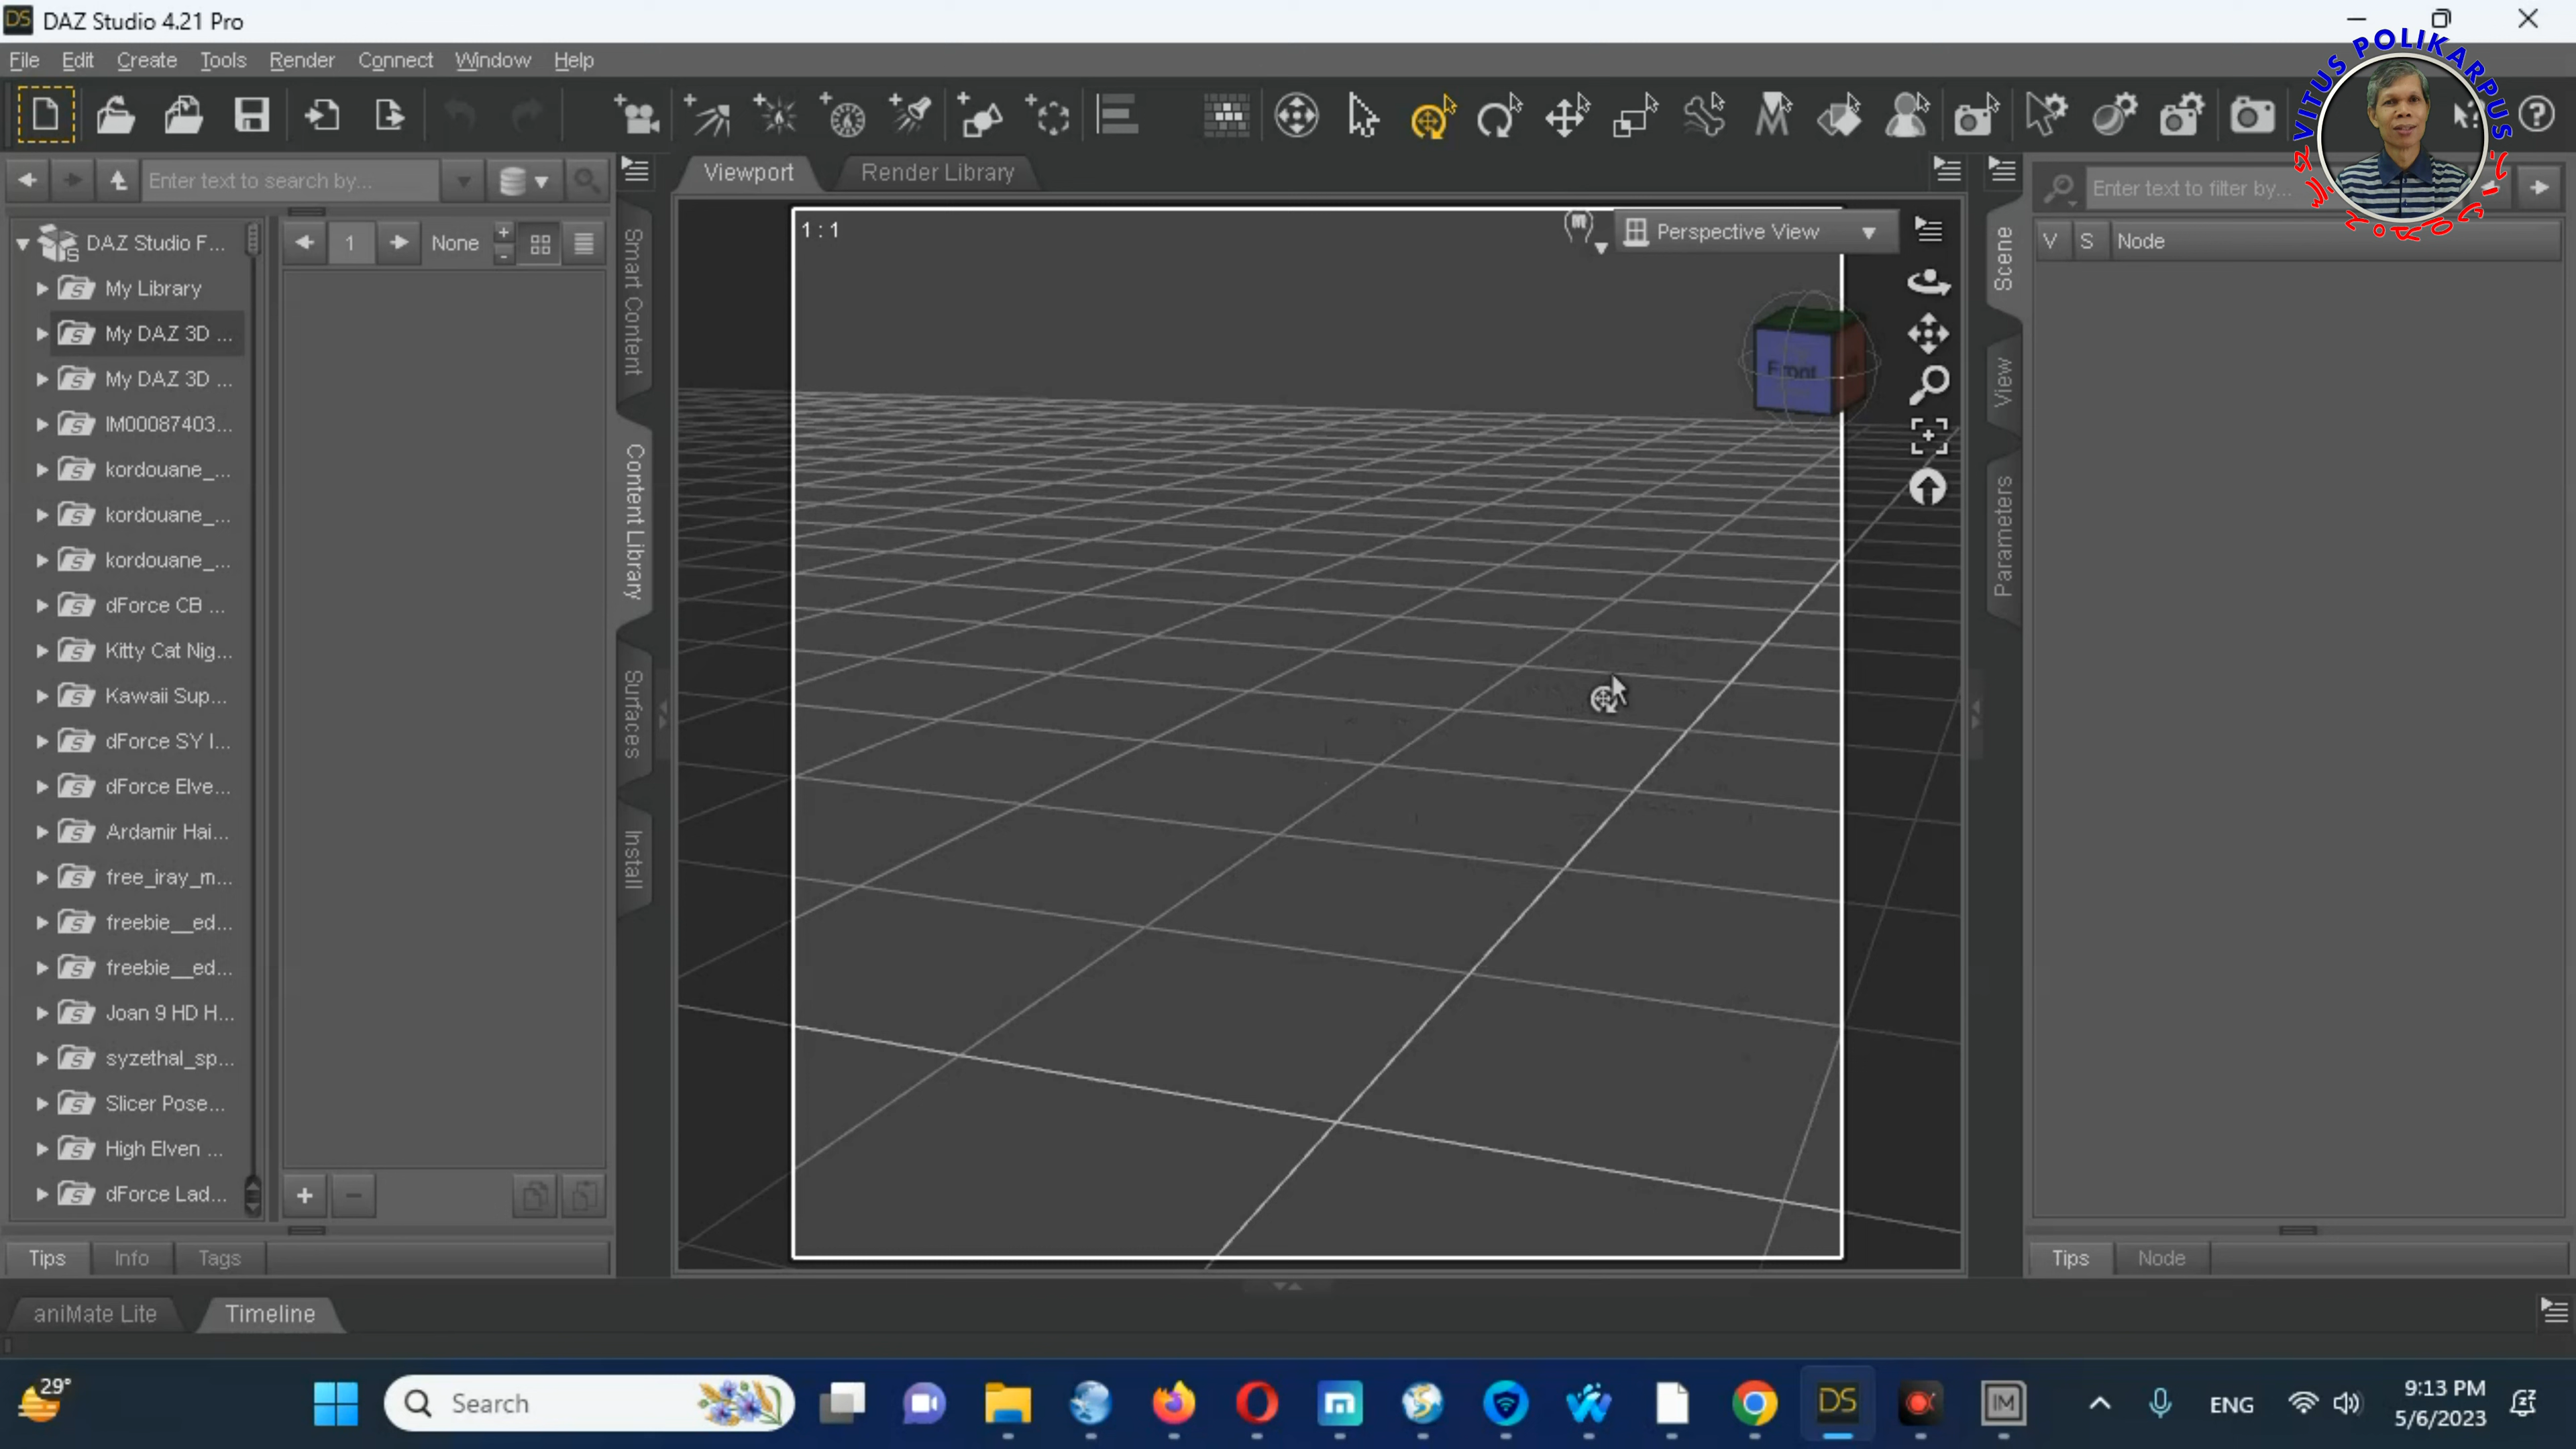 DAZ Studio 4.21 Pro
File Edit Create Tools Render Connect Window Help
VITUS POLIKARPUS
Enter text to search by...
Viewport
Render Library
Enter text to filter by...
DAZ Studio F...
1
None
1 : 1
Perspective View
V S Node
My Library
My DAZ 3D ...
My DAZ 3D ...
IM00087403...
kordouane_...
kordouane_...
kordouane_...
dForce CB ...
Kitty Cat Nig...
Kawaii Sup...
dForce SY I...
dForce Elve...
Ardamir Hai...
free_iray_m...
freebie__ed...
freebie__ed...
Joan 9 HD H...
syzethal_sp...
Slicer Pose...
High Elven ...
dForce Lad...
Smart Content
Content Library
Surfaces
Install
Front
Scene
View
Parameters
Tips Info Tags
Tips Node
aniMate Lite
Timeline
29°
Search
DS
IM
ENG
9:13 PM
5/6/2023